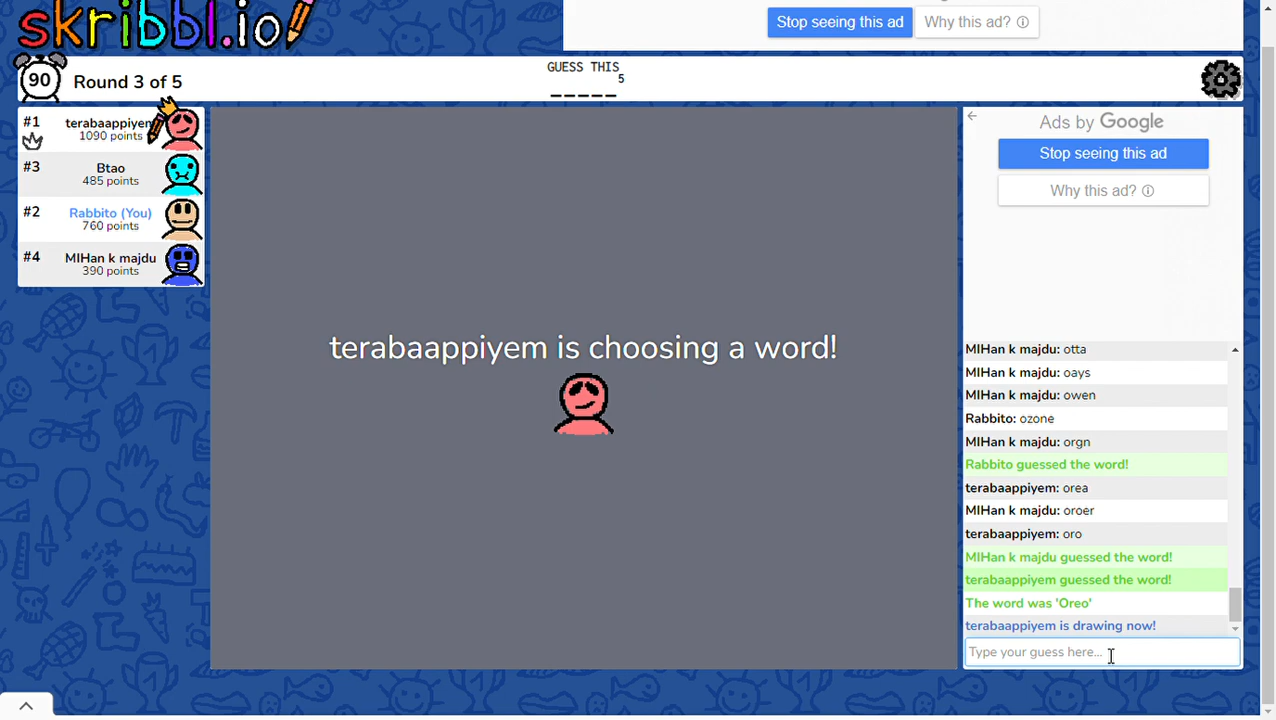 skribbl.io
Stop seeing this ad
Why this ad?
90
Round 3 of 5
GUESS THIS
_____ 5
#1
terabaappiyem
1090 points
#3
Btao
485 points
#2
Rabbito (You)
760 points
#4
MIHan k majdu
390 points
terabaappiyem is choosing a word!
Ads by Google
Stop seeing this ad
Why this ad?
MIHan k majdu: otta
MIHan k majdu: oays
MIHan k majdu: owen
Rabbito: ozone
MIHan k majdu: orgn
Rabbito guessed the word!
terabaappiyem: orea
MIHan k majdu: oroer
terabaappiyem: oro
MIHan k majdu guessed the word!
terabaappiyem guessed the word!
The word was 'Oreo'
terabaappiyem is drawing now!
Type your guess here...